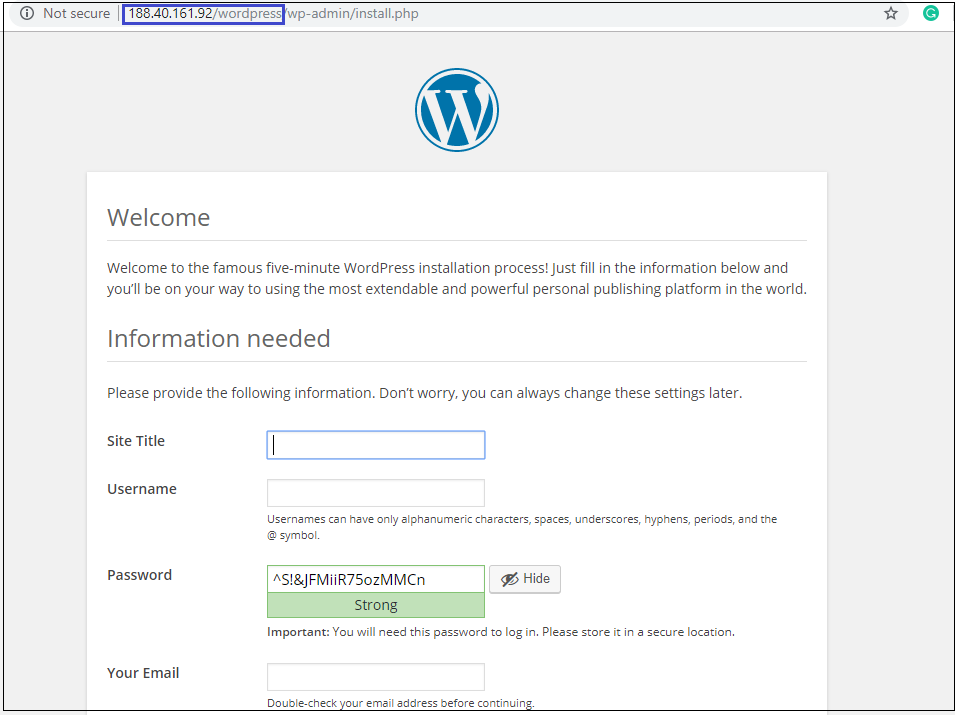 Not secure | 188.40.161.92/wordpress/wp-admin/install.php
W
Welcome
Welcome to the famous five-minute WordPress installation process! Just fill in the information below and
you’ll be on your way to using the most extendable and powerful personal publishing platform in the world.
Information needed
Please provide the following information. Don’t worry, you can always change these settings later.
Site Title
Username
Usernames can have only alphanumeric characters, spaces, underscores, hyphens, periods, and the
@ symbol.
Password ^S!&JFMiiR75ozMMCn Hide
Strong
Important: You will need this password to log in. Please store it in a secure location.
Your Email
Double-check your email address before continuing.